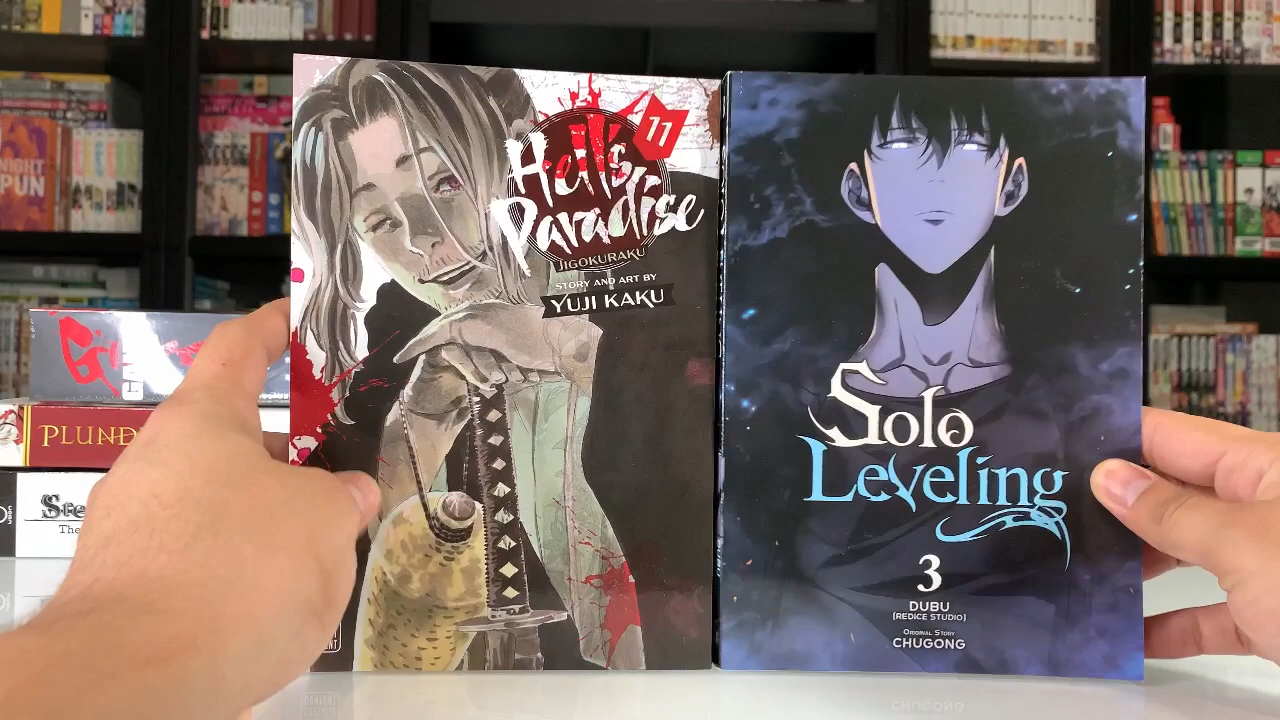 11
Hell's
Paradise
JIGOKURAKU
STORY AND ART BY
YUJI KAKU
Solo
Leveling
3
DUBU
(REDICE STUDIO)
ORIGINAL STORY
CHUGONG
PLUND
Ste
The